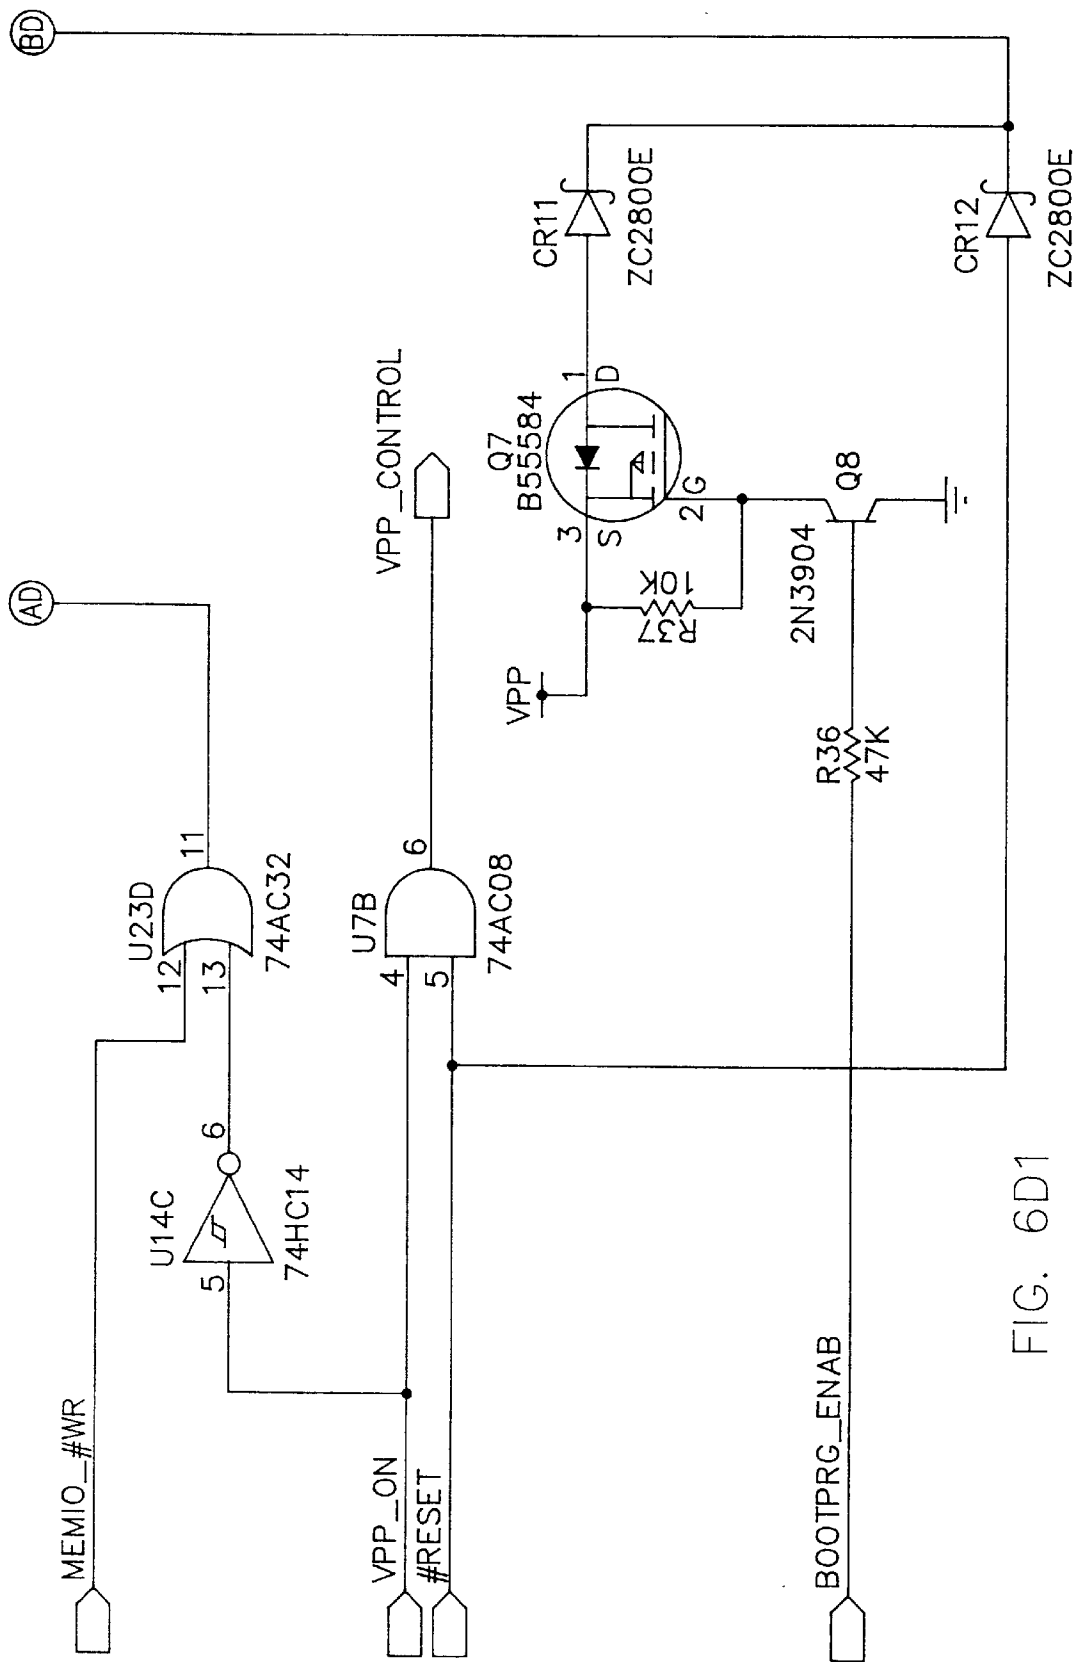 BD
AD
MEMIO_#WR
U14C
5
6
74HC14
12
13
U23D
11
74AC32
VPP_ON
#RESET
4
5
U7B
6
74AC08
VPP_CONTROL
VPP
R37
10K
3
S
Q7
B55584
1
D
2
G
CR11
ZC2800E
BOOTPRG_ENAB
R36
47K
2N3904
Q8
CR12
ZC2800E
FIG. 6D1